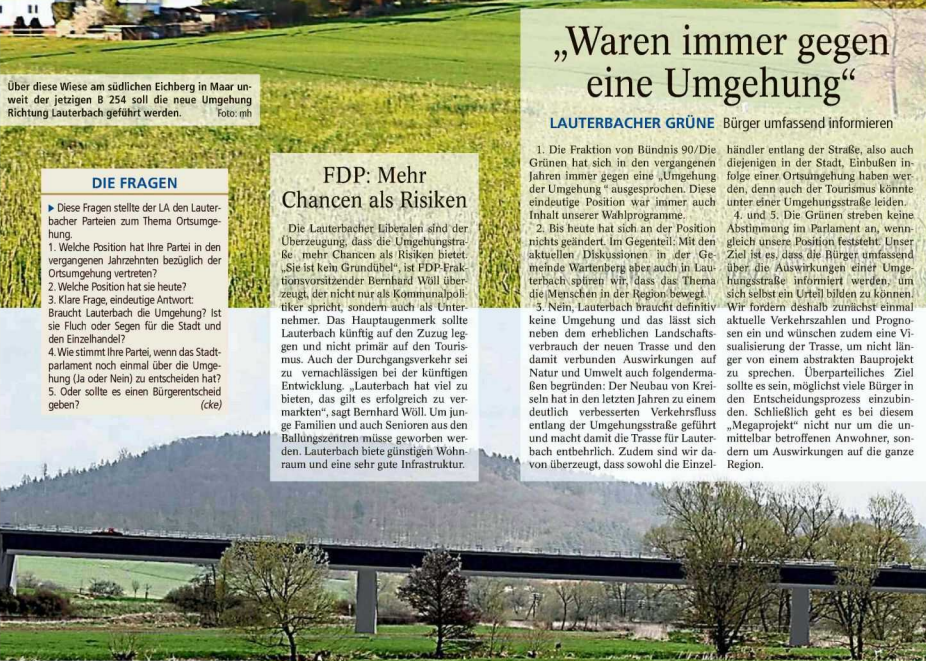 Über diese Wiese am südlichen Eichberg in Maar un-
weit der jetzigen B 254 soll die neue Umgehung
Richtung Lauterbach geführt werden. Foto: mh
DIE FRAGEN
▶ Diese Fragen stellte der LA den Lauter-
bacher Parteien zum Thema Ortsumge-
hung.
1. Welche Position hat Ihre Partei in den
vergangenen Jahrzehnten bezüglich der
Ortsumgehung vertreten?
2. Welche Position hat sie heute?
3. Klare Frage, eindeutige Antwort:
Braucht Lauterbach die Umgehung? Ist
sie Fluch oder Segen für die Stadt und
den Einzelhandel?
4. Wie stimmt Ihre Partei, wenn das Stadt-
parlament noch einmal über die Umge-
hung (Ja oder Nein) zu entscheiden hat?
5. Oder sollte es einen Bürgerentscheid
geben? (cke)
FDP: Mehr
Chancen als Risiken
Die Lauterbacher Liberalen sind der
Überzeugung, dass die Umgehungstra-
ße mehr Chancen als Risiken bietet.
„Sie ist kein Grundübel“, ist FDP-Frak-
tionsvorsitzender Bernhard Wöll über-
zeugt, der nicht nur als Kommunalpoli-
tiker spricht, sondern auch als Unter-
nehmer. Das Hauptaugenmerk sollte
Lauterbach künftig auf den Zuzug leg-
gen und nicht primär auf den Touris-
mus. Auch der Durchgangsverkehr sei
zu vernachlässigen bei der künftigen
Entwicklung. „Lauterbach hat viel zu
bieten, das gilt es erfolgreich zu ver-
markten“, sagt Bernhard Wöll. Um jun-
ge Familien und auch Senioren aus den
Ballungszentren müsse geworben wer-
den. Lauterbach biete günstigen Wohn-
raum und eine sehr gute Infrastruktur.
„Waren immer gegen
eine Umgehung“
LAUTERBACHER GRÜNE Bürger umfassend informieren
1. Die Fraktion von Bündnis 90/Die
Grünen hat sich in den vergangenen
Jahren immer gegen eine „Umgehung
der Umgehung “ ausgesprochen. Diese
eindeutige Position war immer auch
Inhalt unserer Wahlprogramme.
2. Bis heute hat sich an der Position
nichts geändert. Im Gegenteil: Mit den
aktuellen Diskussionen in der Ge-
meinde Wartenberg aber auch in Lau-
terbach spüren wir, dass das Thema
die Menschen in der Region bewegt.
3. Nein, Lauterbach braucht definitiv
keine Umgehung und das lässt sich
neben dem erheblichen Landschafts-
verbrauch der neuen Trasse und den
damit verbunden Auswirkungen auf
Natur und Umwelt auch folgenderma-
ßen begründen: Der Neubau von Krei-
seln hat in den letzten Jahren zu einem
deutlich verbesserten Verkehrsfluss
entlang der Umgehungsstraße geführt
und macht damit die Trasse für Lauter-
bach entbehrlich. Zudem sind wir da-
von überzeugt, dass sowohl die Einzel-
händler entlang der Straße, also auch
diejenigen in der Stadt, Einbußen in-
folge einer Ortsumgehung haben wer-
den, denn auch der Tourismus könnte
unter einer Umgehungsstraße leiden.
4. und 5. Die Grünen streben keine
Abstimmung im Parlament an, wenn-
gleich unsere Position feststeht. Unser
Ziel ist es, dass die Bürger umfassend
über die Auswirkungen einer Umge-
hungsstraße informiert werden, um
sich selbst ein Urteil bilden zu können.
Wir fordern deshalb zunächst einmal
aktuelle Verkehrszahlen und Progno-
sen ein und wünschen zudem eine Vi-
sualisierung der Trasse, um nicht län-
ger von einem abstrakten Bauprojekt
zu sprechen. Überparteiliches Ziel
sollte es sein, möglichst viele Bürger in
den Entscheidungsprozess einzubin-
den. Schließlich geht es bei diesem
„Megaprojekt“ nicht nur um die un-
mittelbar betroffenen Anwohner, son-
dern um Auswirkungen auf die ganze
Region.